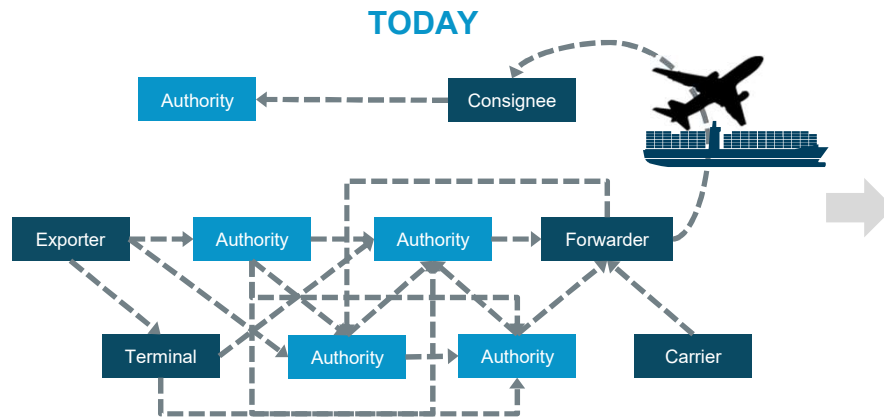 TODAY
Authority
Consignee
Exporter
Authority
Authority
Forwarder
Terminal
Authority
Authority
Carrier